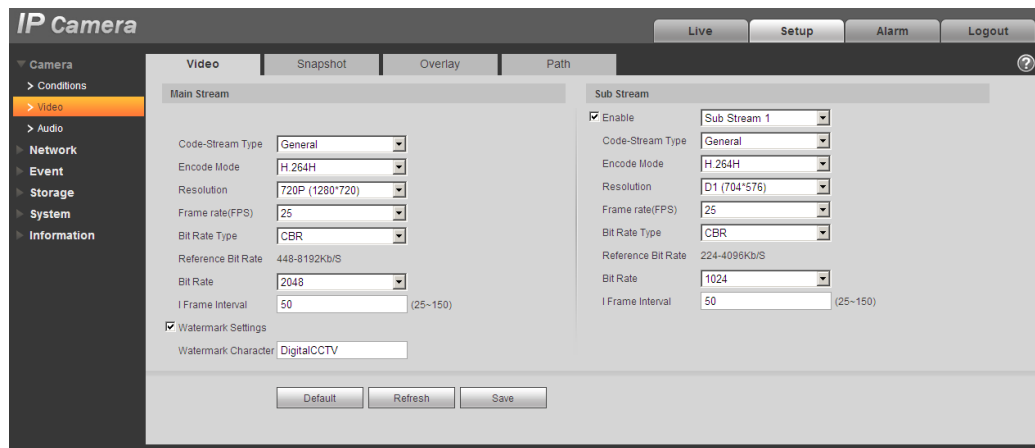 IP Camera
Live Setup Alarm Logout
Camera
> Conditions
> Video
> Audio
Network
Event
Storage
System
Information
Video Snapshot Overlay Path
Main Stream
Code-Stream Type General
Encode Mode H.264H
Resolution 720P (1280*720)
Frame rate(FPS) 25
Bit Rate Type CBR
Reference Bit Rate 448-8192Kb/S
Bit Rate 2048
I Frame Interval 50 (25~150)
Watermark Settings
Watermark Character DigitalCCTV
Sub Stream
Enable Sub Stream 1
Code-Stream Type General
Encode Mode H.264H
Resolution D1 (704*576)
Frame rate(FPS) 25
Bit Rate Type CBR
Reference Bit Rate 224-4096Kb/S
Bit Rate 1024
I Frame Interval 50 (25~150)
Default Refresh Save